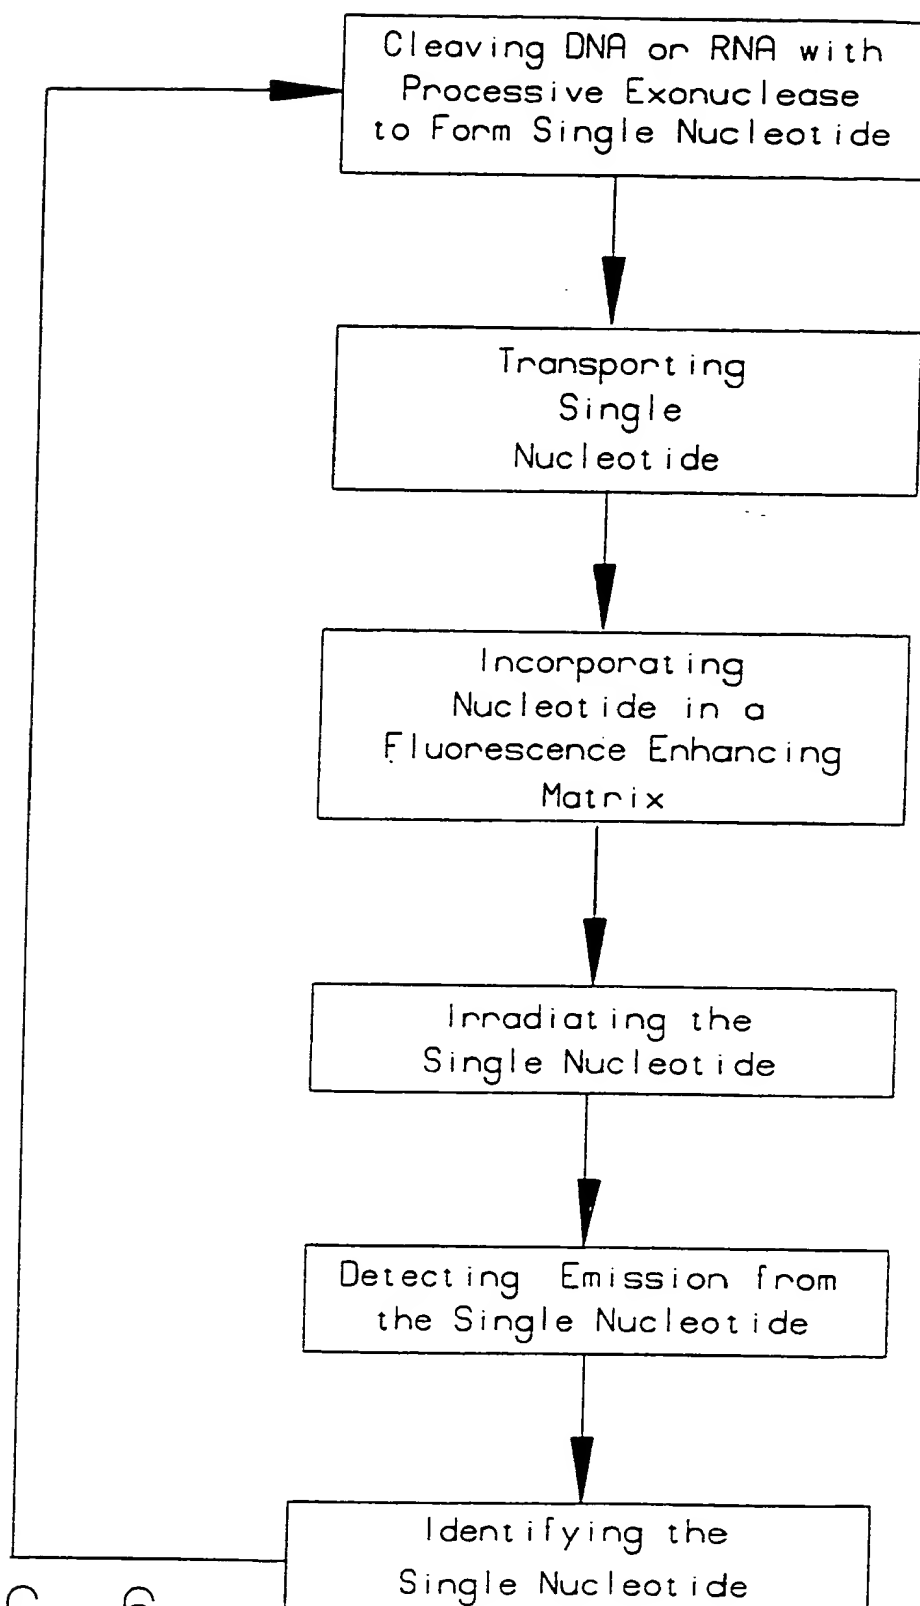 Cleaving DNA or RNA with
Processive Exonuclease
to Form Single Nucleotide
Transporting
Single
Nucleotide
Incorporating
Nucleotide in a
Fluorescence Enhancing
Matrix
Irradiating the
Single Nucleotide
Detecting Emission from
the Single Nucleotide
Identifying the
Single Nucleotide